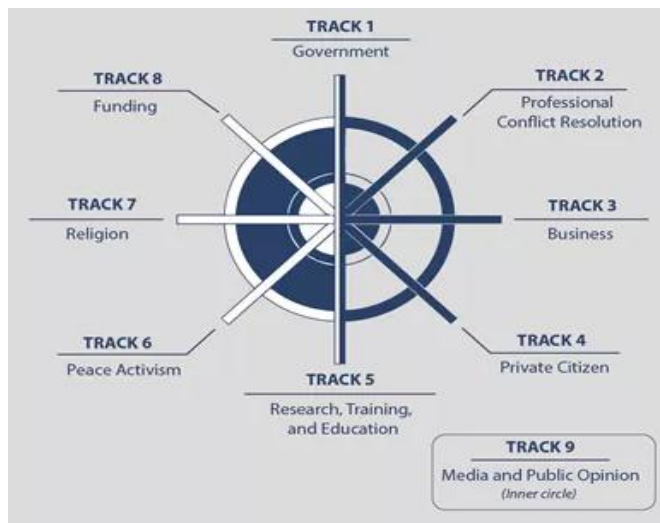 TRACK 1
Government
TRACK 2
Professional
Conflict Resolution
TRACK 3
Business
TRACK 4
Private Citizen
TRACK 5
Research, Training,
and Education
TRACK 6
Peace Activism
TRACK 7
Religion
TRACK 8
Funding
TRACK 9
Media and Public Opinion
(Inner circle)